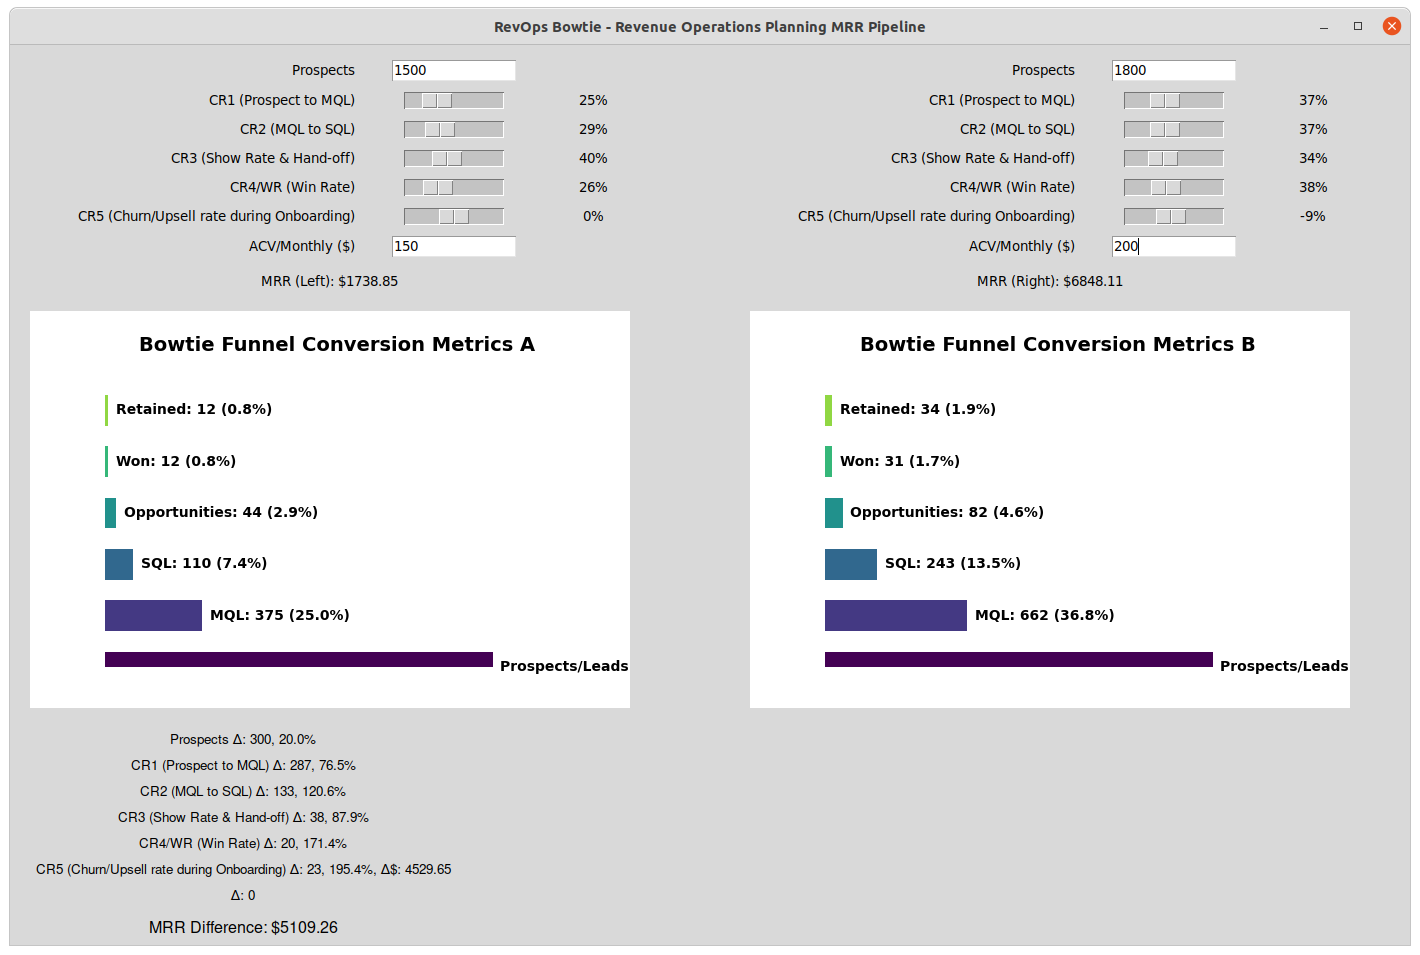 RevOps Bowtie - Revenue Operations Planning MRR Pipeline
Prospects 1500
CR1 (Prospect to MQL) 25%
CR2 (MQL to SQL) 29%
CR3 (Show Rate & Hand-off) 40%
CR4/WR (Win Rate) 26%
CR5 (Churn/Upsell rate during Onboarding) 0%
ACV/Monthly ($) 150
MRR (Left): $1738.85
Prospects 1800
CR1 (Prospect to MQL) 37%
CR2 (MQL to SQL) 37%
CR3 (Show Rate & Hand-off) 34%
CR4/WR (Win Rate) 38%
CR5 (Churn/Upsell rate during Onboarding) -9%
ACV/Monthly ($) 200
MRR (Right): $6848.11
Bowtie Funnel Conversion Metrics A
Retained: 12 (0.8%)
Won: 12 (0.8%)
Opportunities: 44 (2.9%)
SQL: 110 (7.4%)
MQL: 375 (25.0%)
Prospects/Leads
Bowtie Funnel Conversion Metrics B
Retained: 34 (1.9%)
Won: 31 (1.7%)
Opportunities: 82 (4.6%)
SQL: 243 (13.5%)
MQL: 662 (36.8%)
Prospects/Leads
Prospects Δ: 300, 20.0%
CR1 (Prospect to MQL) Δ: 287, 76.5%
CR2 (MQL to SQL) Δ: 133, 120.6%
CR3 (Show Rate & Hand-off) Δ: 38, 87.9%
CR4/WR (Win Rate) Δ: 20, 171.4%
CR5 (Churn/Upsell rate during Onboarding) Δ: 23, 195.4%, Δ$: 4529.65
Δ: 0
MRR Difference: $5109.26